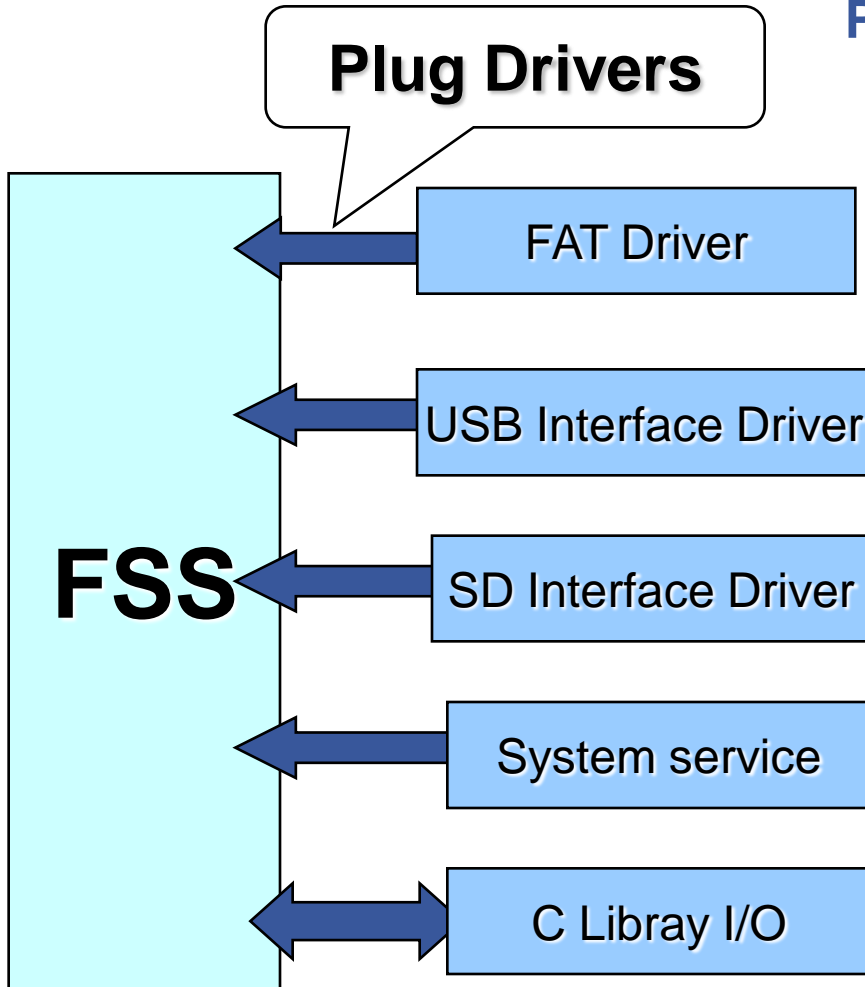 Plug Drivers
FAT Driver
USB Interface Driver
FSS
SD Interface Driver
System service
C Libray I/O